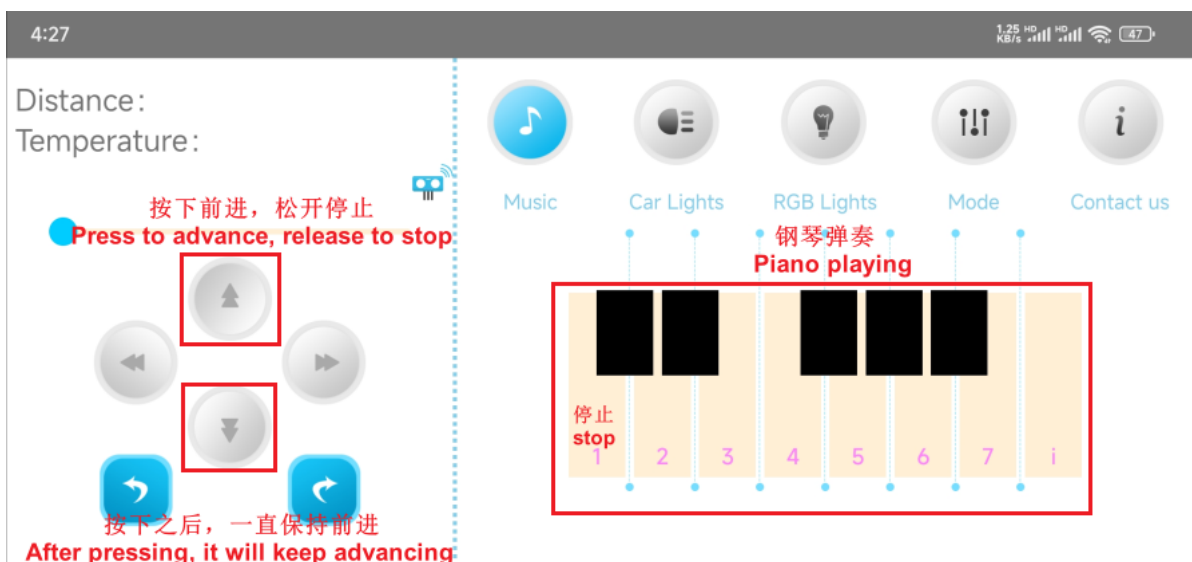 4:27
1.25 KB/s HD HD 47
Distance:
Temperature:
按下前进，松开停止
Press to advance, release to stop
Music
Car Lights
RGB Lights
Mode
Contact us
钢琴弹奏
Piano playing
停止
stop
1 2 3 4 5 6 7 i
按下之后，一直保持前进
After pressing, it will keep advancing